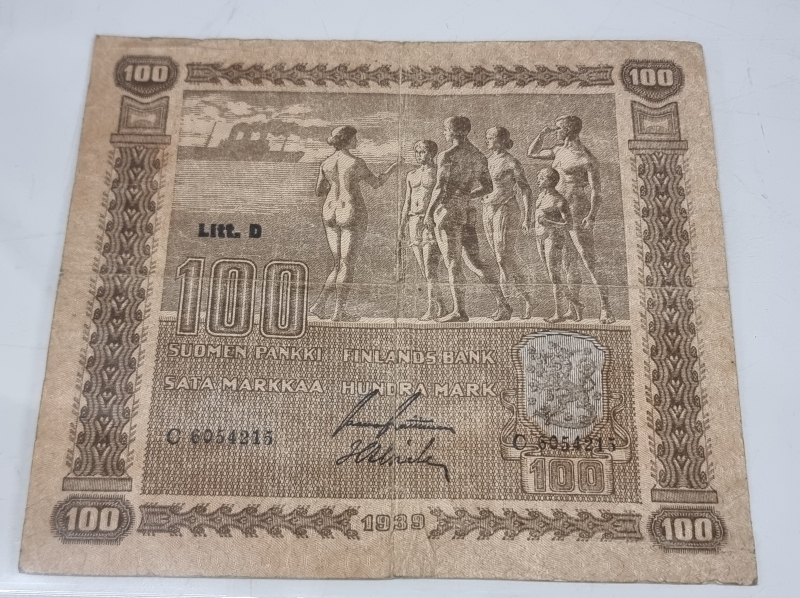 100 100
Litt. D
100
SUOMEN PANKKI FINLANDS BANK
SATA MARKKAA HUNDRA MARK
C 6054215 C 6054215
100
100 1939 100